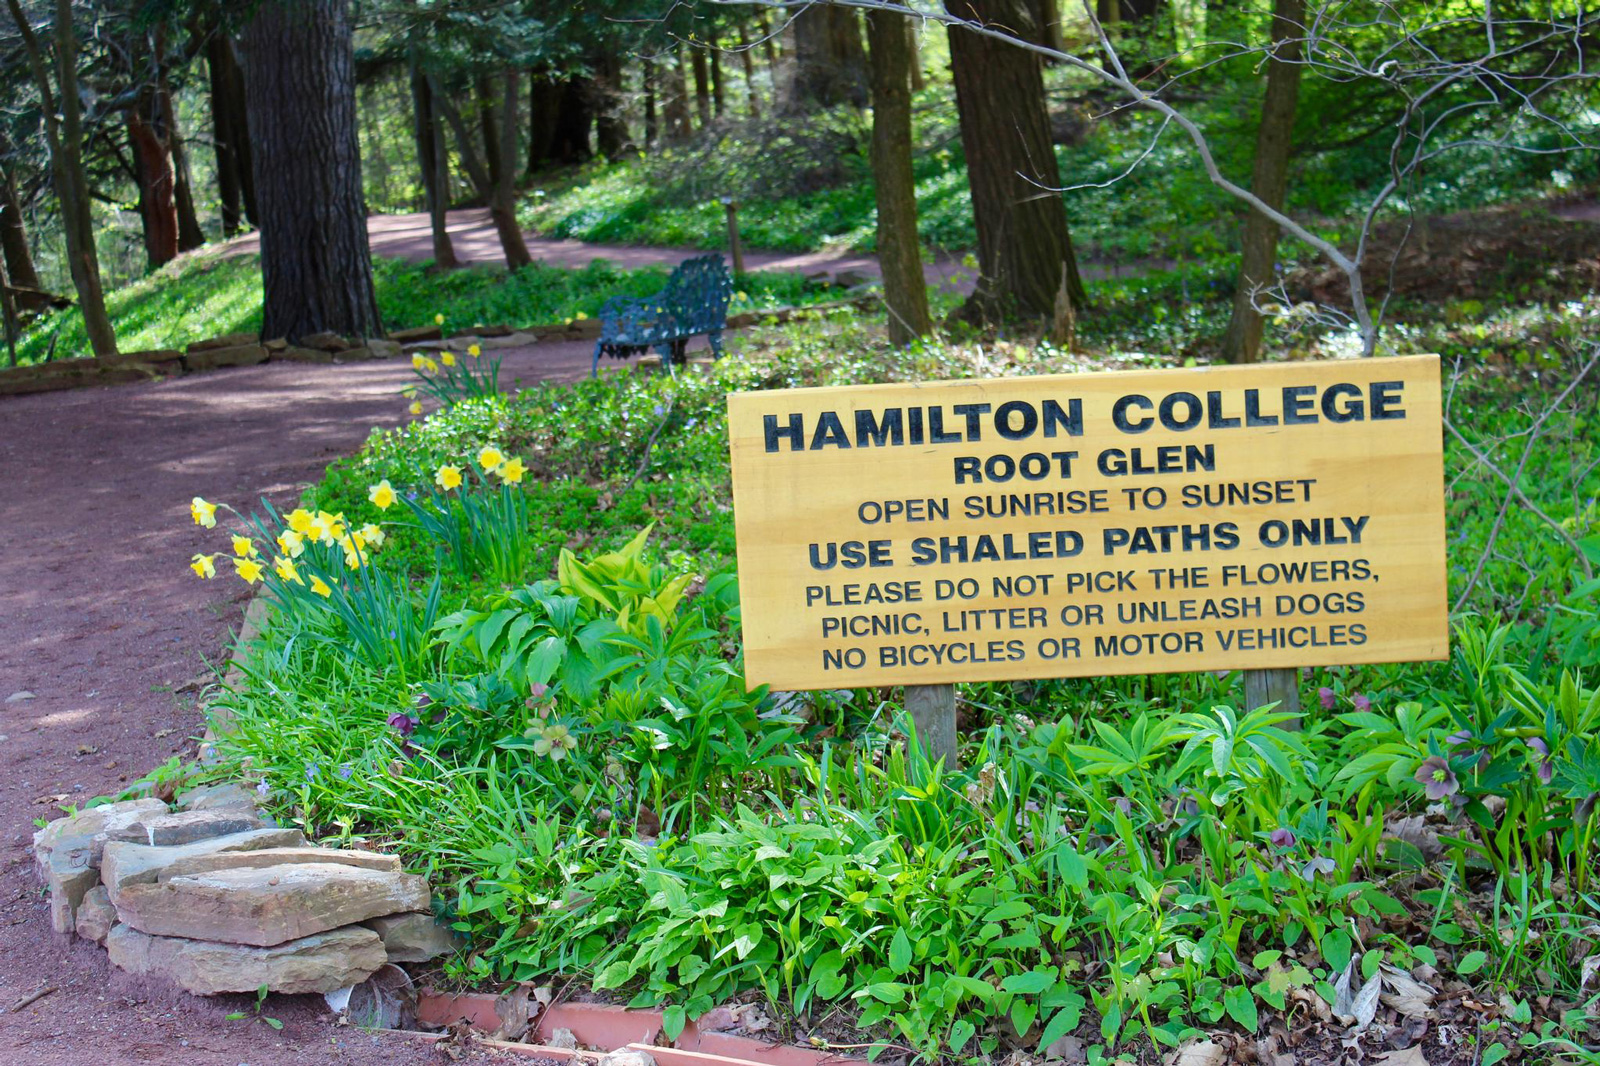 HAMILTON COLLEGE
ROOT GLEN
OPEN SUNRISE TO SUNSET
USE SHALED PATHS ONLY
PLEASE DO NOT PICK THE FLOWERS,
PICNIC, LITTER OR UNLEASH DOGS
NO BICYCLES OR MOTOR VEHICLES